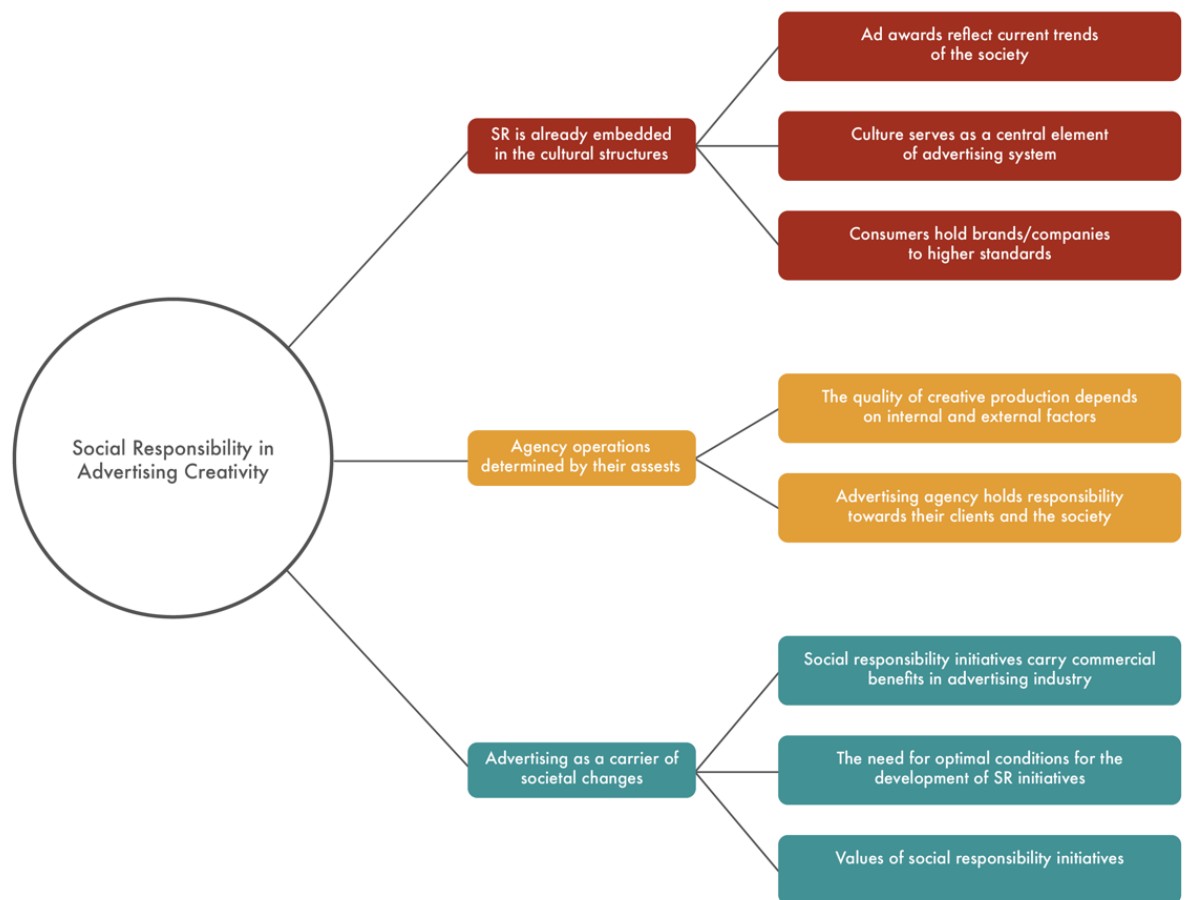 Social Responsibility in
Advertising Creativity
SR is already embedded
in the cultural structures
Ad awards reflect current trends
of the society
Culture serves as a central element
of advertising system
Consumers hold brands/companies
to higher standards
Agency operations
determined by their assests
The quality of creative production depends
on internal and external factors
Advertising agency holds responsibility
towards their clients and the society
Advertising as a carrier of
societal changes
Social responsibility initiatives carry commercial
benefits in advertising industry
The need for optimal conditions for the
development of SR initiatives
Values of social responsibility initiatives